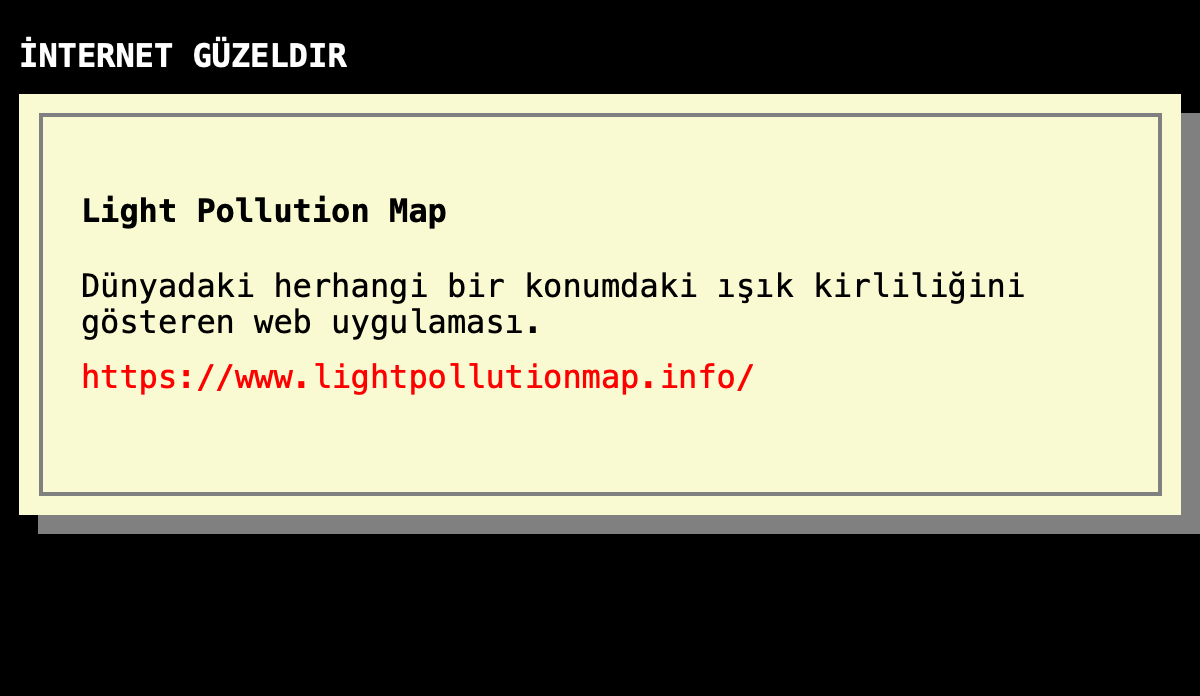 İNTERNET GÜZELDIR
Light Pollution Map
Dünyadaki herhangi bir konumdaki ışık kirliliğini
gösteren web uygulaması.
https://www.lightpollutionmap.info/